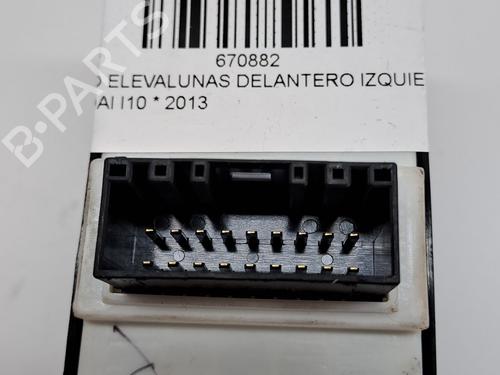 670882
ELEVALUNAS DELANTERO IZQUIE
I10 * 2013
B-PARTS